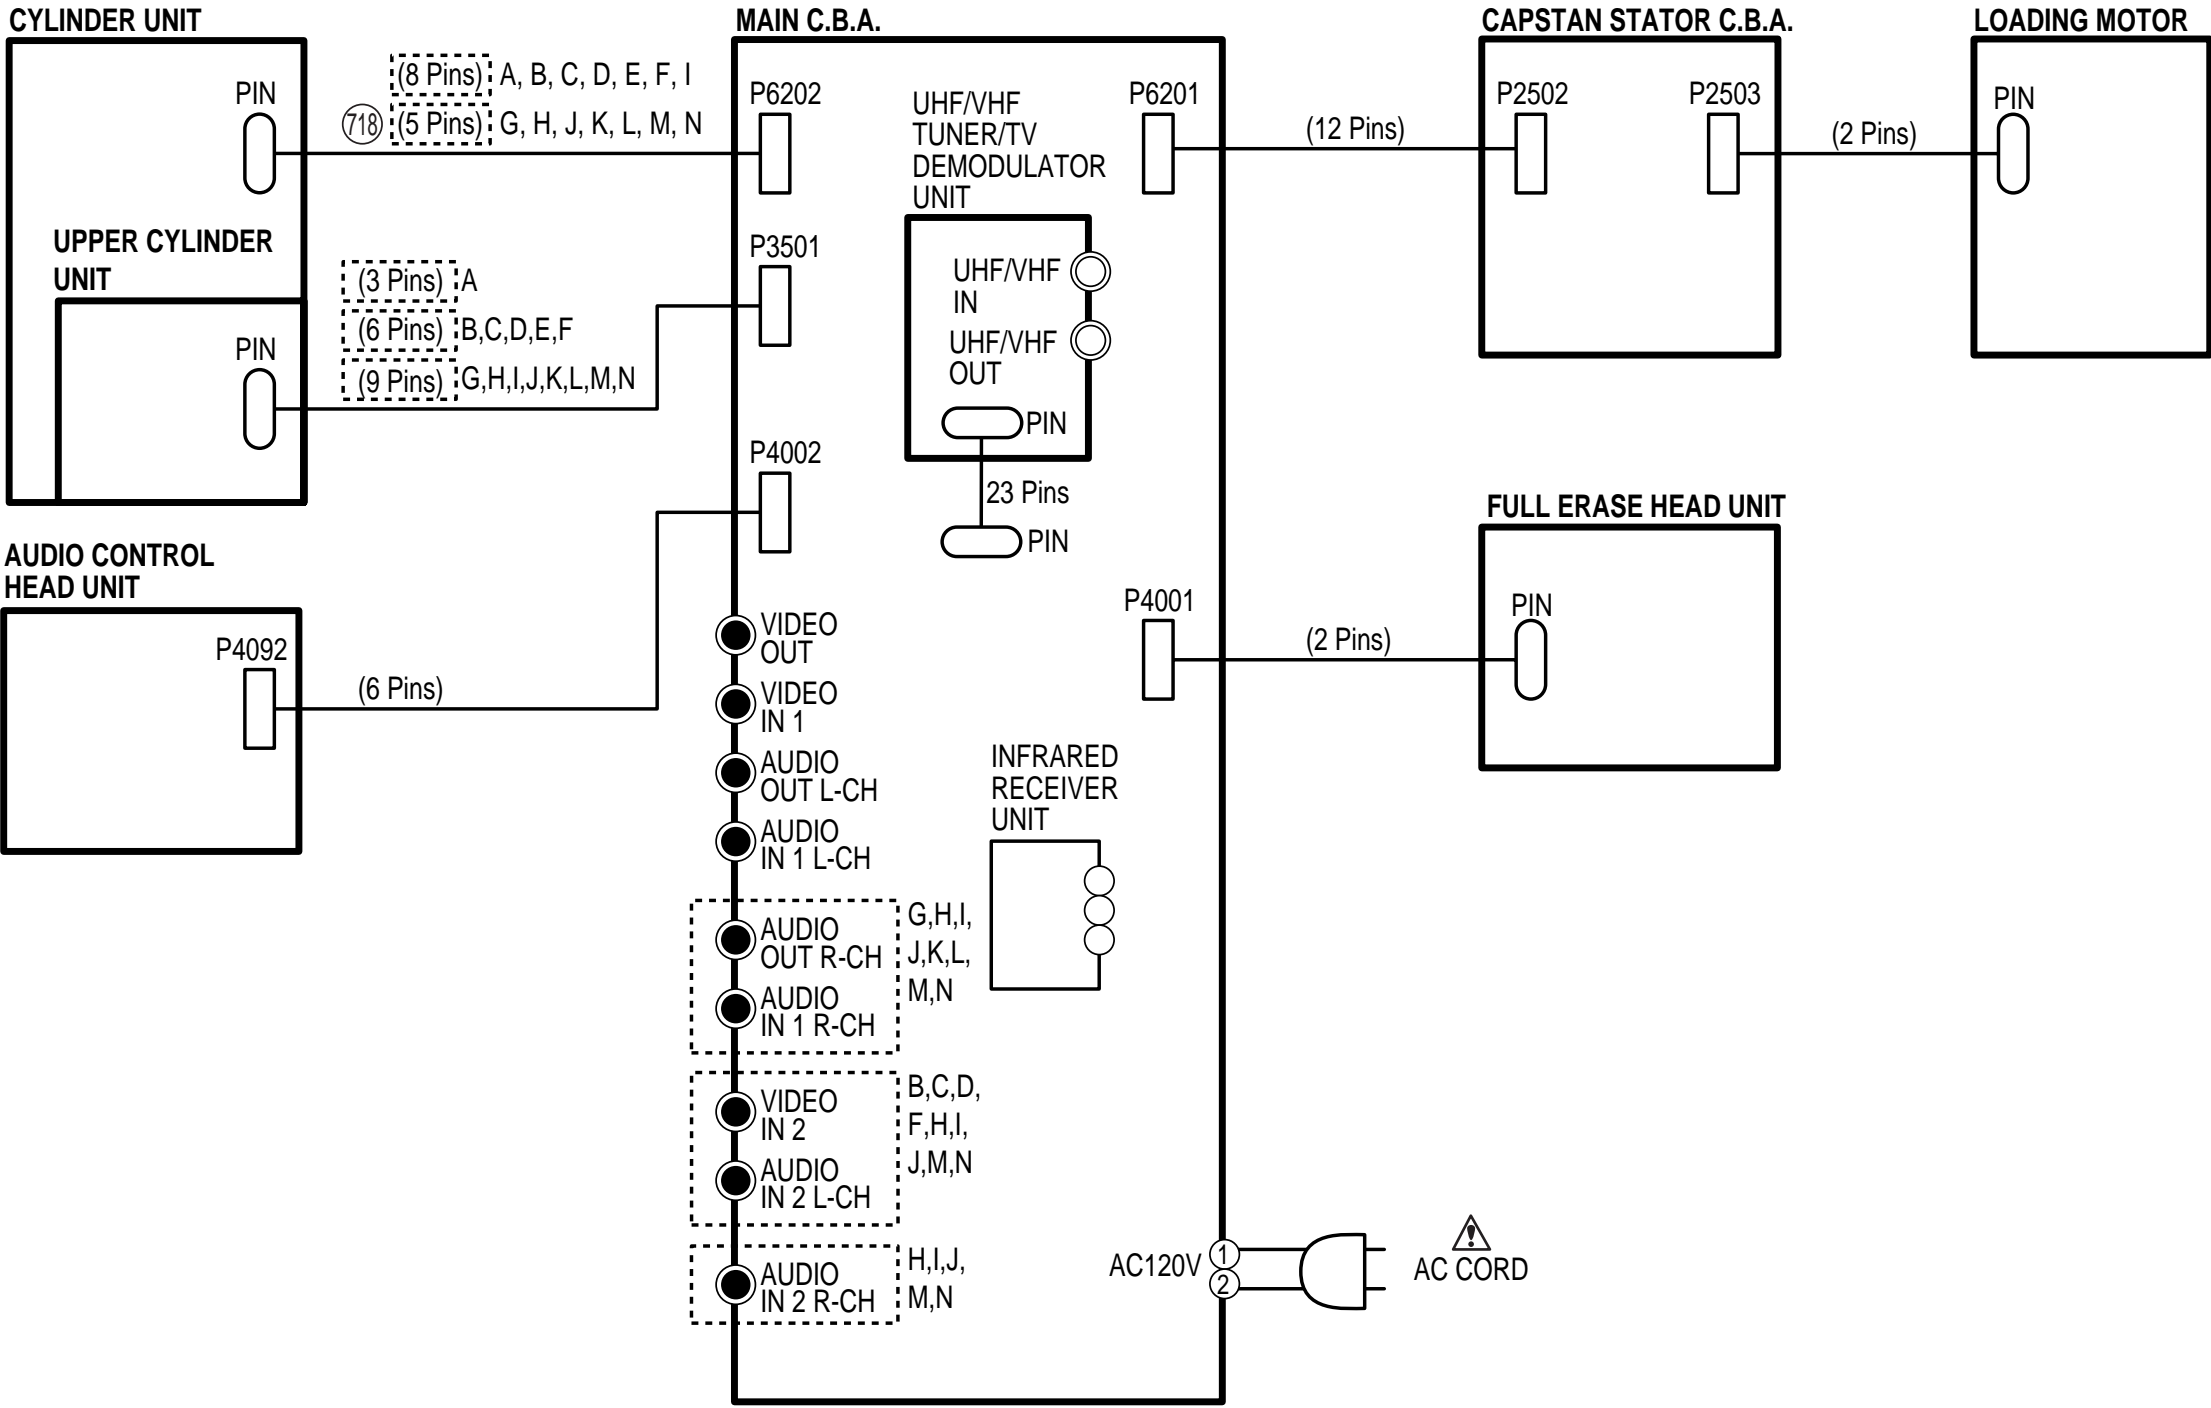 CYLINDER UNIT
PIN
(8 Pins) A, B, C, D, E, F, I
718 (5 Pins) G, H, J, K, L, M, N
UPPER CYLINDER
UNIT
PIN
(3 Pins) A
(6 Pins) B,C,D,E,F
(9 Pins) G,H,I,J,K,L,M,N
AUDIO CONTROL
HEAD UNIT
P4092
(6 Pins)
MAIN C.B.A.
P6202
P3501
P4002
UHF/VHF
TUNER/TV
DEMODULATOR
UNIT
UHF/VHF
IN
UHF/VHF
OUT
PIN
23 Pins
PIN
P6201
P4001
VIDEO
OUT
VIDEO
IN 1
AUDIO
OUT L-CH
AUDIO
IN 1 L-CH
AUDIO
OUT R-CH
AUDIO
IN 1 R-CH
G,H,I,
J,K,L,
M,N
VIDEO
IN 2
AUDIO
IN 2 L-CH
B,C,D,
F,H,I,
J,M,N
AUDIO
IN 2 R-CH
H,I,J,
M,N
INFRARED
RECEIVER
UNIT
AC120V
1
2
AC CORD
(12 Pins)
CAPSTAN STATOR C.B.A.
P2502
P2503
(2 Pins)
LOADING MOTOR
PIN
(2 Pins)
FULL ERASE HEAD UNIT
PIN